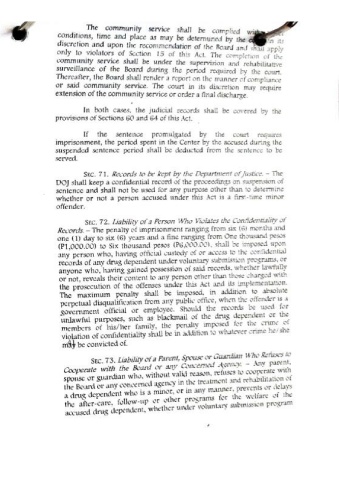 The community service shall be complied with
conditions, time and place as may be determined by the in its
discretion and upon the recommendation of the Board and shall apply
only to violators of Section 15 of this Act. The completion of the
community service shall be under the supervision and rehabilitative
surveillance of the Board during the period required by the court.
Thereafter, the Board shall render a report on the manner of compliance
or said community service. The court in its discretion may require
extension of the community service or order a final discharge.
In both cases, the judicial records shall be covered by the
provisions of Sections 60 and 64 of this Act.
If the sentence promulgated by the court requires
imprisonment, the period spent in the Center by the accused during the
suspended sentence period shall be deducted from the sentence to be
served.
SEC. 71. Records to be kept by the Department of Justice. – The
DOJ shall keep a confidential record of the proceedings on suspension of
sentence and shall not be used for any purpose other than to determine
whether or not a person accused under this Act is a first-time minor
offender.
SEC. 72. Liability of a Person Who Violates the Confidentiality of
Records. – The penalty of imprisonment ranging from six (6) months and
one (1) day to six (6) years and a fine ranging from One thousand pesos
(P1,000.00) to Six thousand pesos (P6,000.00), shall be imposed upon
any person who, having official custody of or access to the confidential
records of any drug dependent under voluntary submission programs, or
anyone who, having gained possession of said records, whether lawfully
or not, reveals their content to any person other than those charged with
the prosecution of the offenses under this Act and its implementation.
The maximum penalty shall be imposed, in addition to absolute
perpetual disqualification from any public office, when the offender is a
government official or employee. Should the records be used for
unlawful purposes, such as blackmail of the drug dependent or the
members of his/her family, the penalty imposed for the crime of
violation of confidentiality shall be in addition to whatever crime he/she
may be convicted of.
SEC. 73. Liability of a Parent, Spouse or Guardian Who Refuses to
Cooperate with the Board or any Concerned Agency. – Any parent,
spouse or guardian who, without valid reason, refuses to cooperate with
the Board or any concerned agency in the treatment and rehabilitation of
a drug dependent who is a minor, or in any manner, prevents or delays
the after-care, follow-up or other programs for the welfare of the
accused drug dependent, whether under voluntary submission program